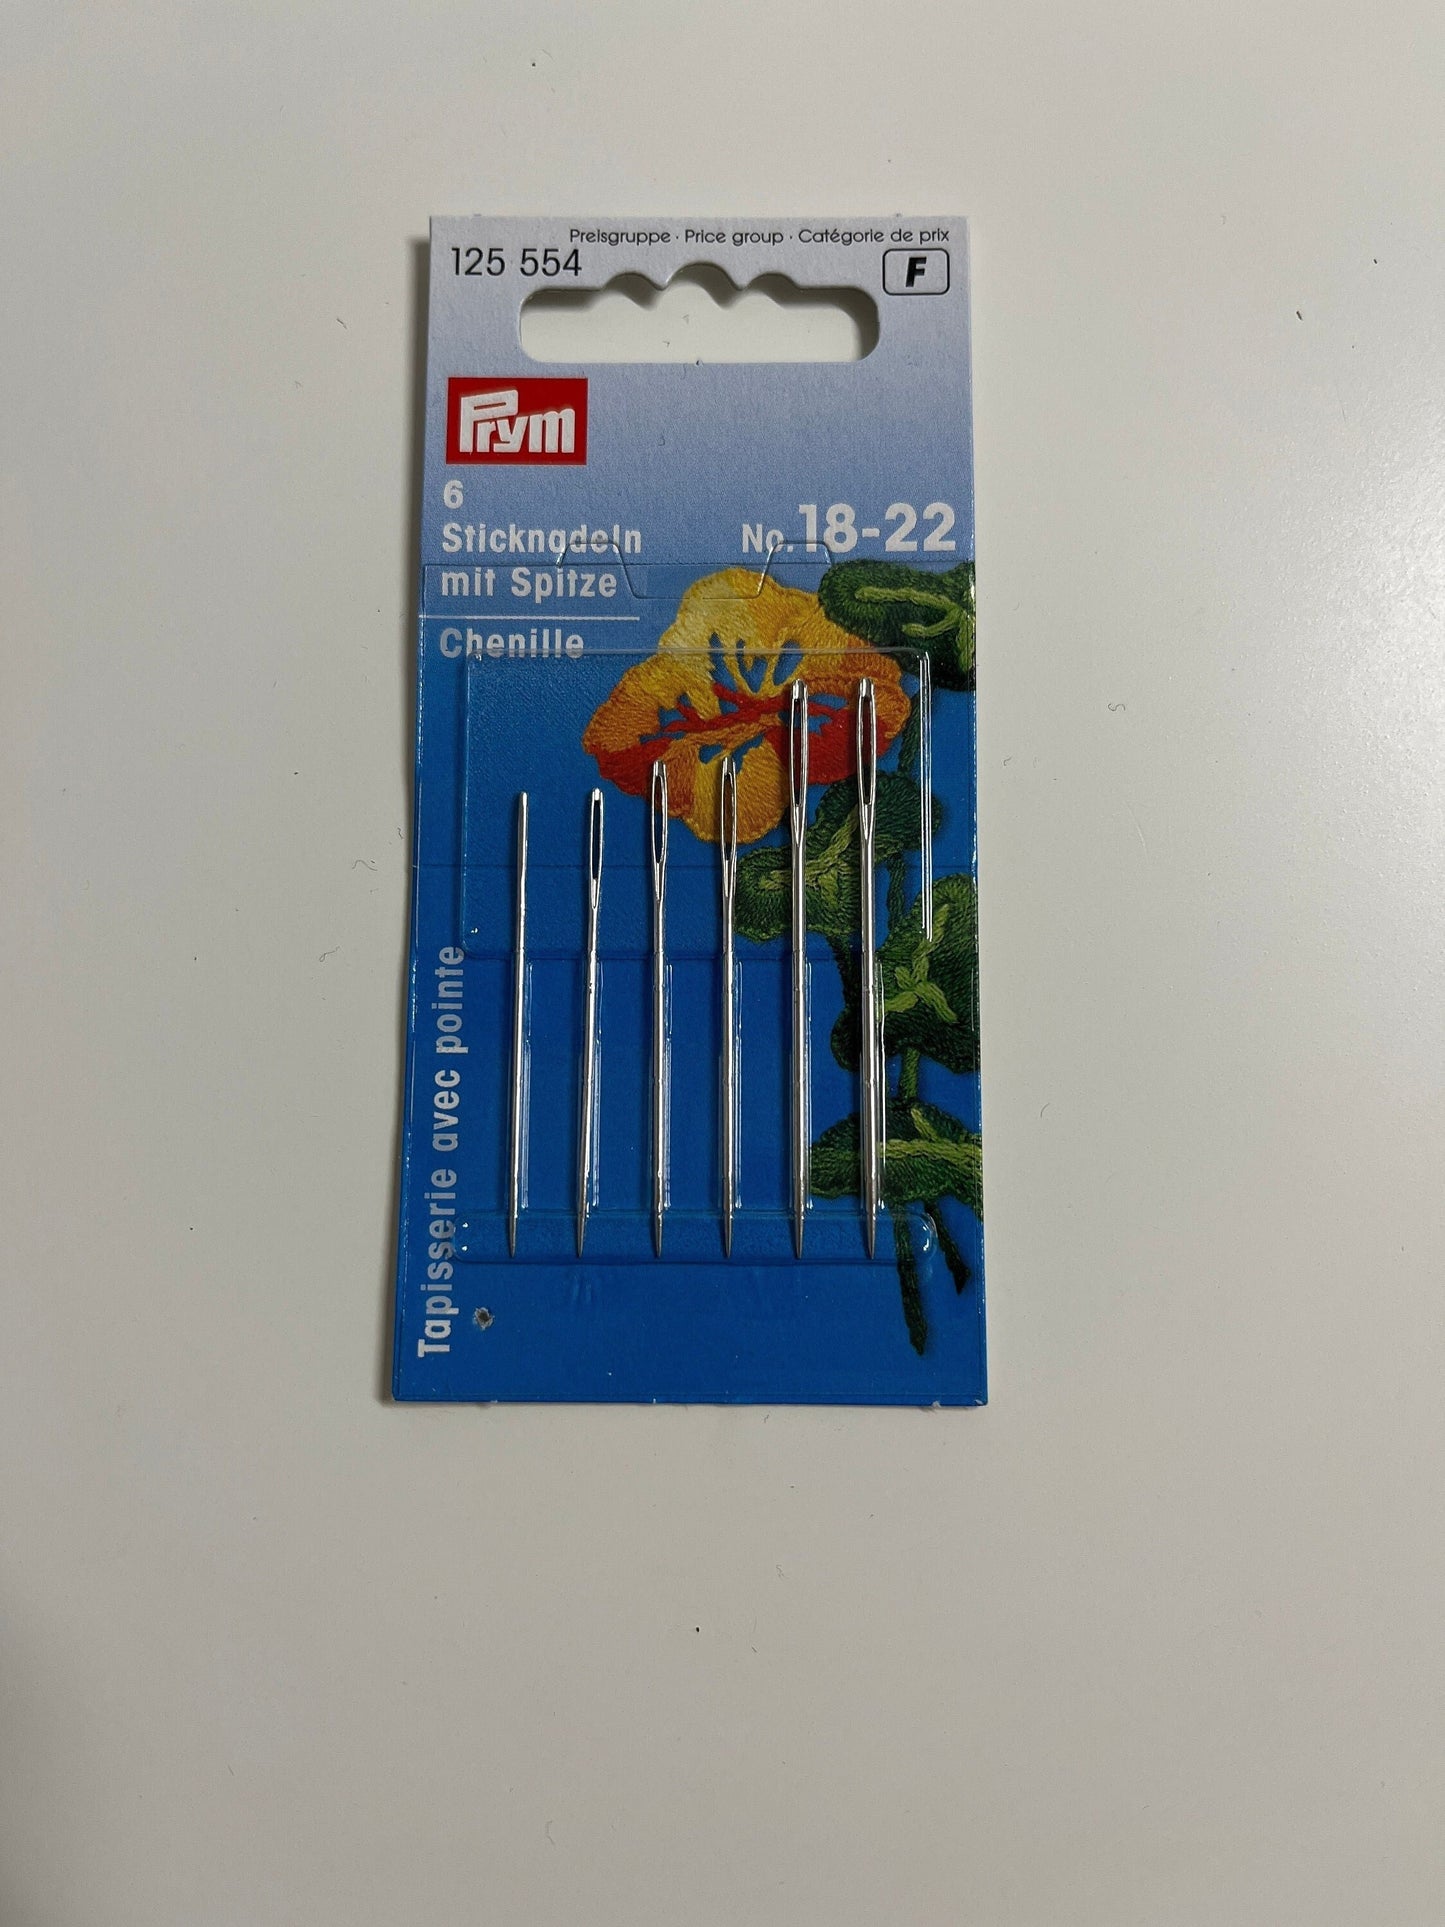 Preisgruppe · Price group · Catégorie de prix
125 554
F
Prym
6
Sticknadeln
mit Spitze
No. 18-22
Chenille
Tapisserie avec pointe